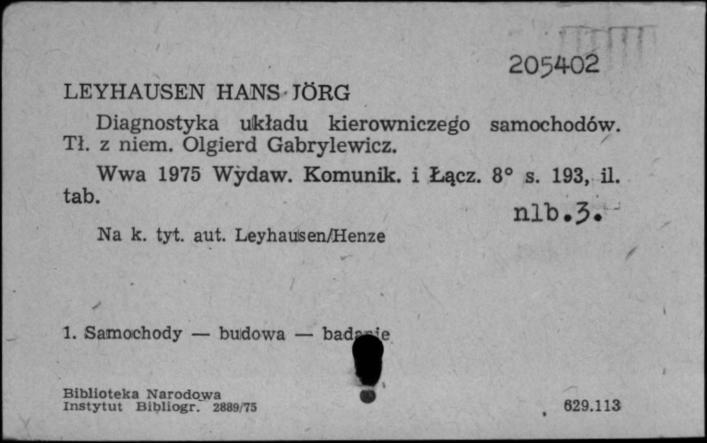 205402
LEYHAUSEN HANS JÖRG
Diagnostyka układu kierowniczego samochodów.
Tł. z niem. Olgierd Gabrylewicz.
Wwa 1975 Wydaw. Komunik. i Łącz. 8° s. 193, il.
tab.
nlb.3.
Na k. tyt. aut. Leyhausen/Henze
1. Samochody — budowa — badanie
Biblioteka Narodowa
Instytut Bibliogr. 2889/75
629.113